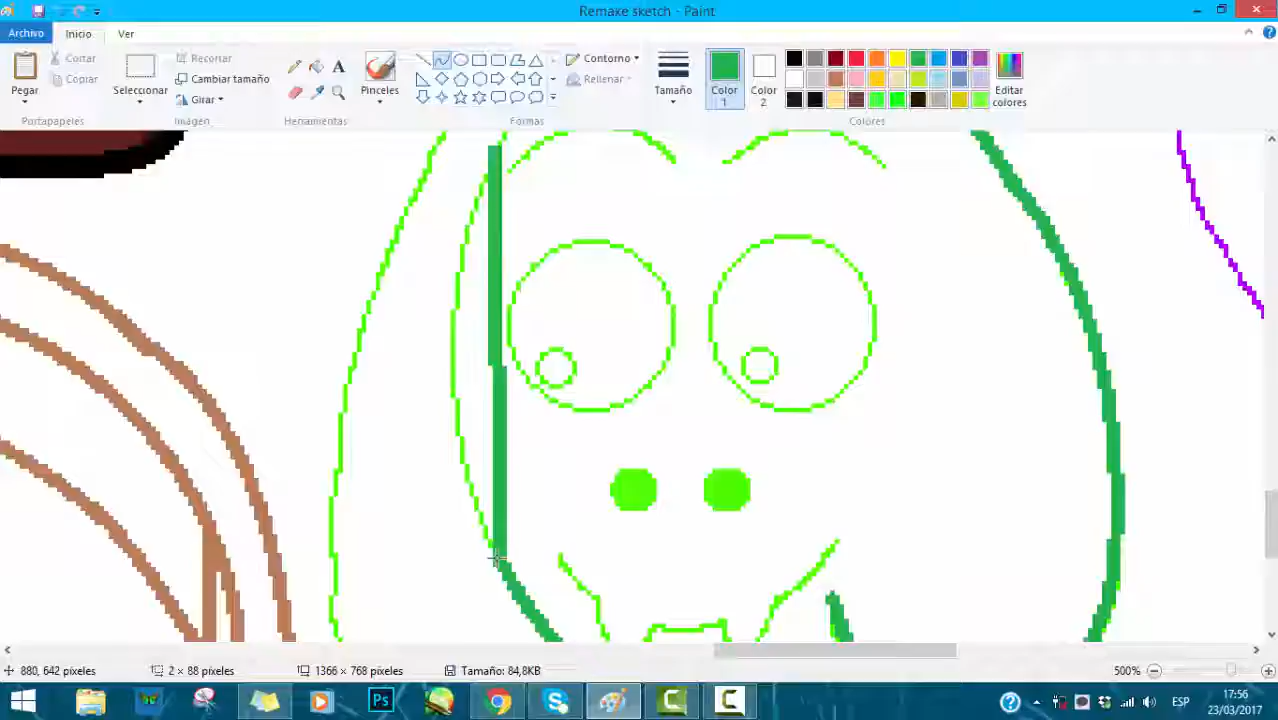 Remake sketch - Paint
Archivo Inicio Ver
Pegar
Cortar
Copiar
Portapapeles
Seleccionar
Recortar
Cambiar tamaño
Girar
Imagen
A
Herramientas
Pinceles
Formas
Contorno
Rellenar
Tamaño
Color 1
Color 2
Editar colores
Colores
880, 642 píxeles 2 × 88 píxeles 1366 × 768 píxeles Tamaño: 84,8KB 500%
Ps ESP 17:56
23/03/2017